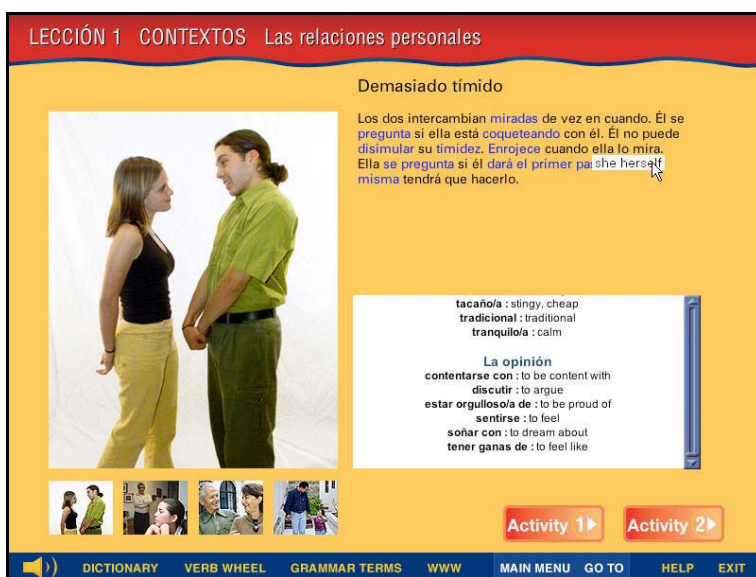 LECCIÓN 1 CONTEXTOS Las relaciones personales
Demasiado tímido
Los dos intercambian miradas de vez en cuando. Él se
pregunta si ella está coqueteando con él. Él no puede
disimular su timidez. Enrojece cuando ella lo mira.
Ella se pregunta si él dará el primer pa she herself
misma tendrá que hacerlo.
tacaño/a : stingy, cheap
tradicional : traditional
tranquilo/a : calm
La opinión
contentarse con : to be content with
discutir : to argue
estar orgulloso/a de : to be proud of
sentirse : to feel
soñar con : to dream about
tener ganas de : to feel like
Activity 1 Activity 2
DICTIONARY VERB WHEEL GRAMMAR TERMS WWW MAIN MENU GO TO HELP EXIT